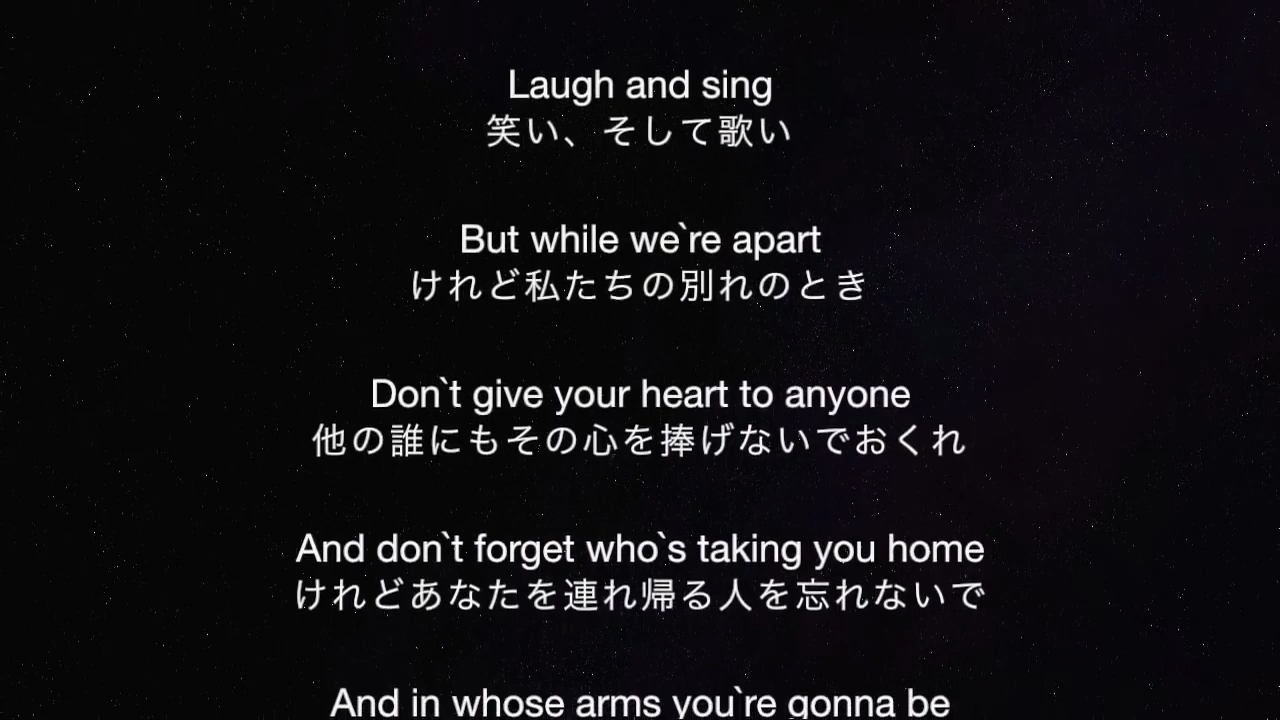 Laugh and sing
笑い、そして歌い
But while we`re apart
けれど私たちの別れのとき
Don`t give your heart to anyone
他の誰にもその心を捧げないでおくれ
And don`t forget who`s taking you home
けれどあなたを連れ帰る人を忘れないで
And in whose arms you`re gonna be